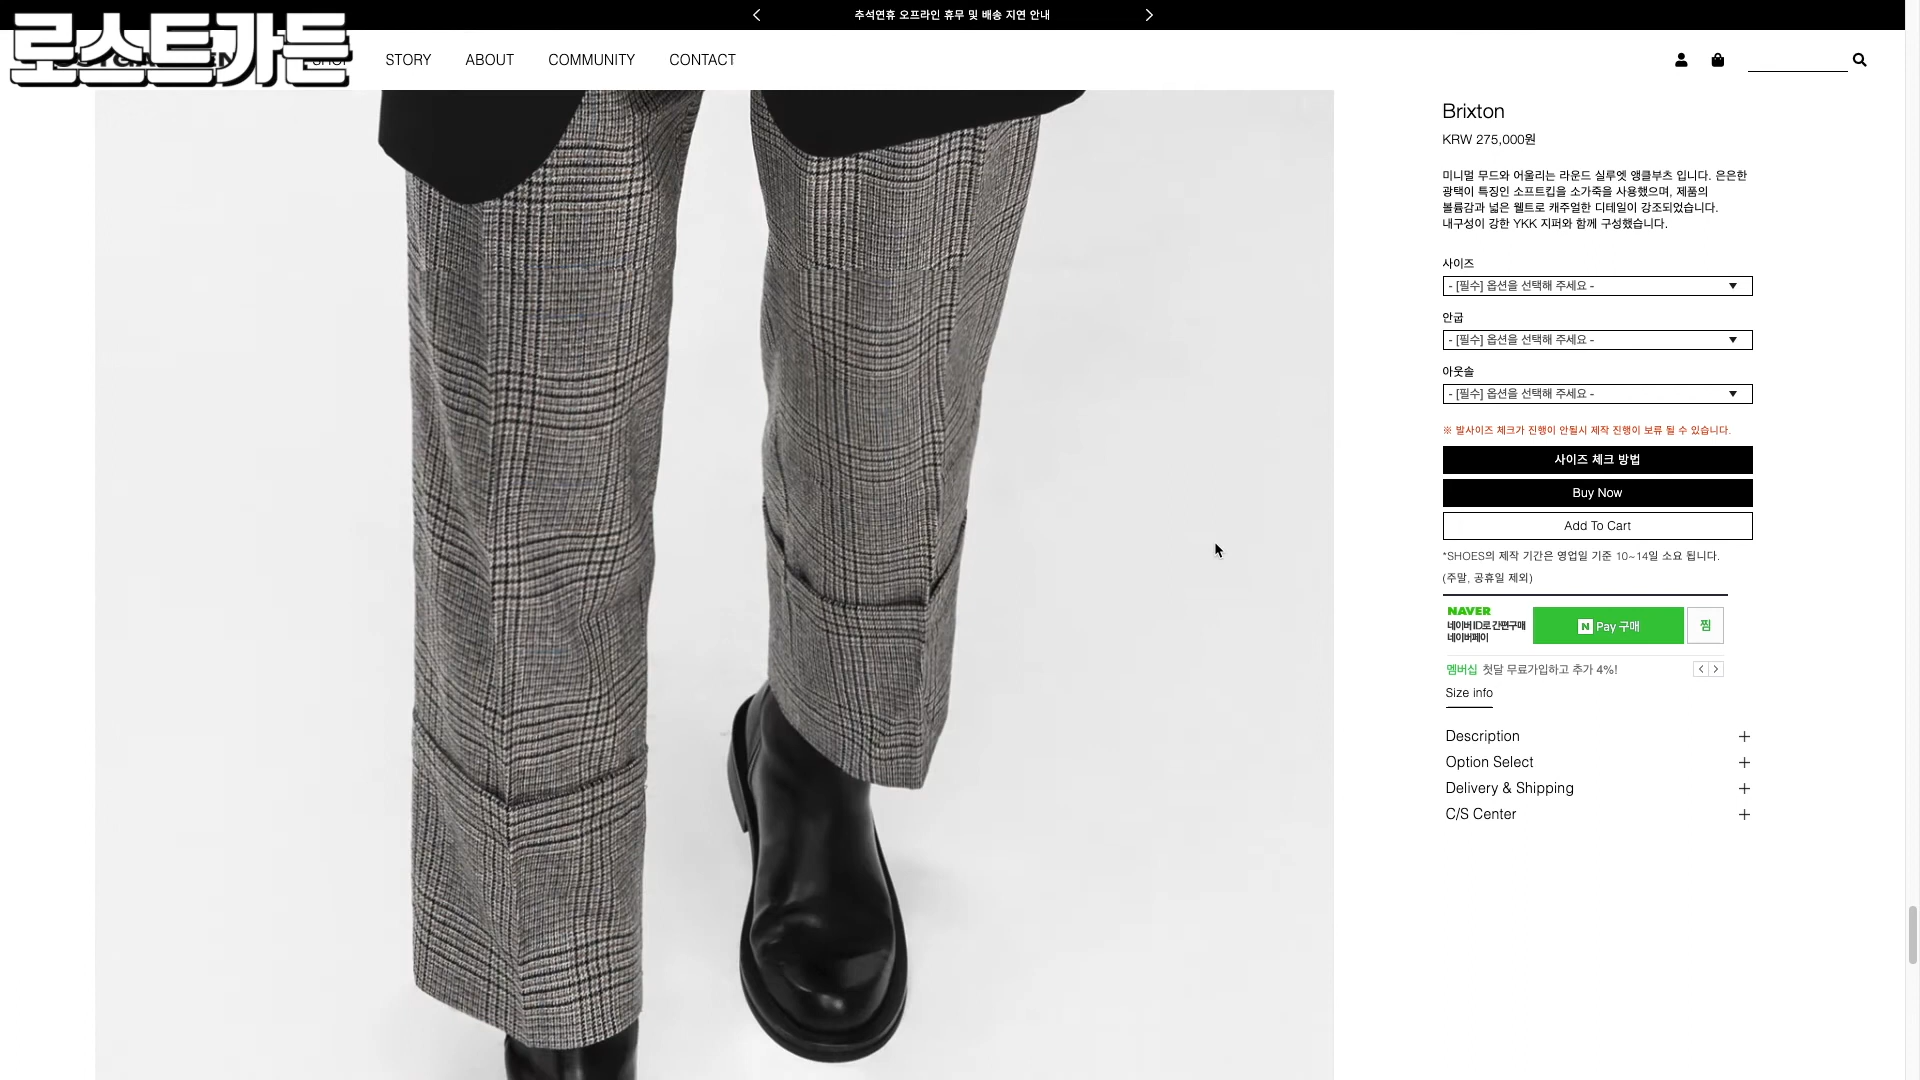 추석연휴 오프라인 휴무 및 배송 지연 안내
로스트가든
STORY
ABOUT
COMMUNITY
CONTACT
Brixton
KRW 275,000원
미니멀 무드와 어울리는 라운드 실루엣 앵클부츠 입니다. 은은한
광택이 특징인 소프트킵을 소가죽을 사용했으며, 제품의
볼륨감과 넓은 웰트로 캐주얼한 디테일이 강조되었습니다.
내구성이 강한 YKK 지퍼와 함께 구성했습니다.
사이즈
- [필수] 옵션을 선택해 주세요 -
안굽
- [필수] 옵션을 선택해 주세요 -
아웃솔
- [필수] 옵션을 선택해 주세요 -
※ 발사이즈 체크가 진행이 안될시 제작 진행이 보류 될 수 있습니다.
사이즈 체크 방법
Buy Now
Add To Cart
*SHOES의 제작 기간은 영업일 기준 10~14일 소요 됩니다.
(주말, 공휴일 제외)
NAVER
네이버 ID로 간편구매
네이버페이
N Pay 구매
찜
멤버십 첫달 무료가입하고 추가 4%!
Size info
Description
Option Select
Delivery & Shipping
C/S Center